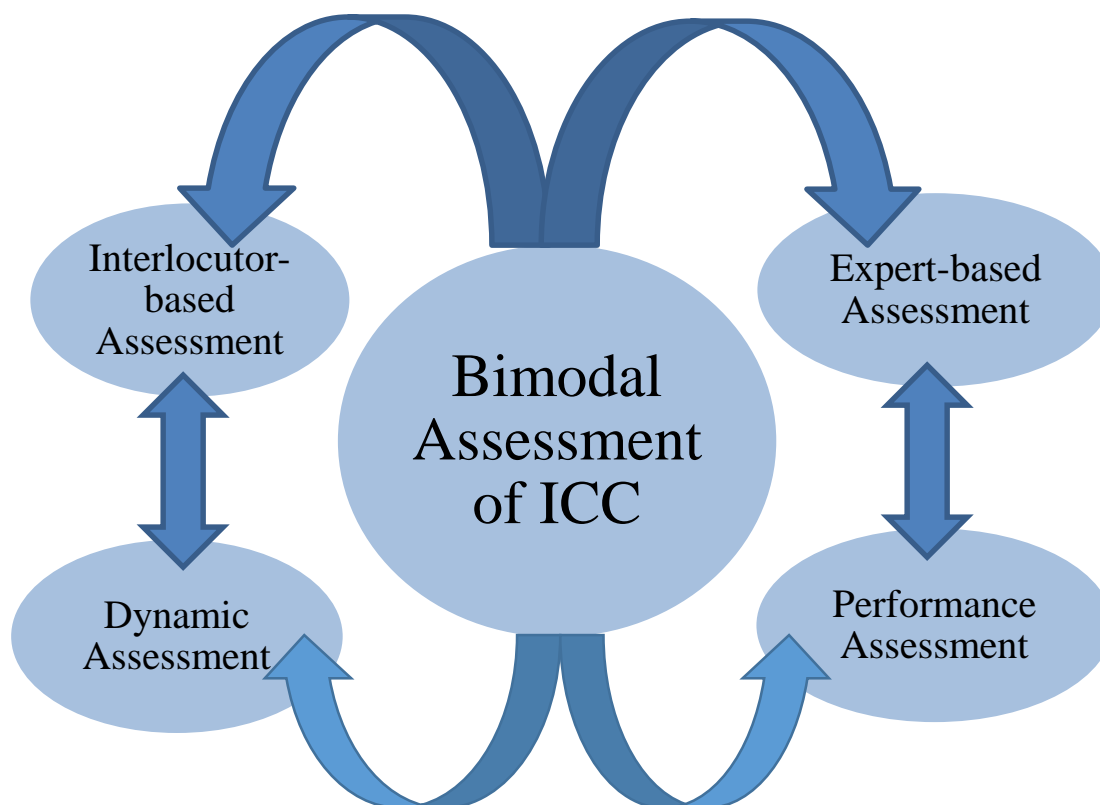 Interlocutor-
based
Assessment
Expert-based
Assessment
Bimodal
Assessment
of ICC
Dynamic
Assessment
Performance
Assessment